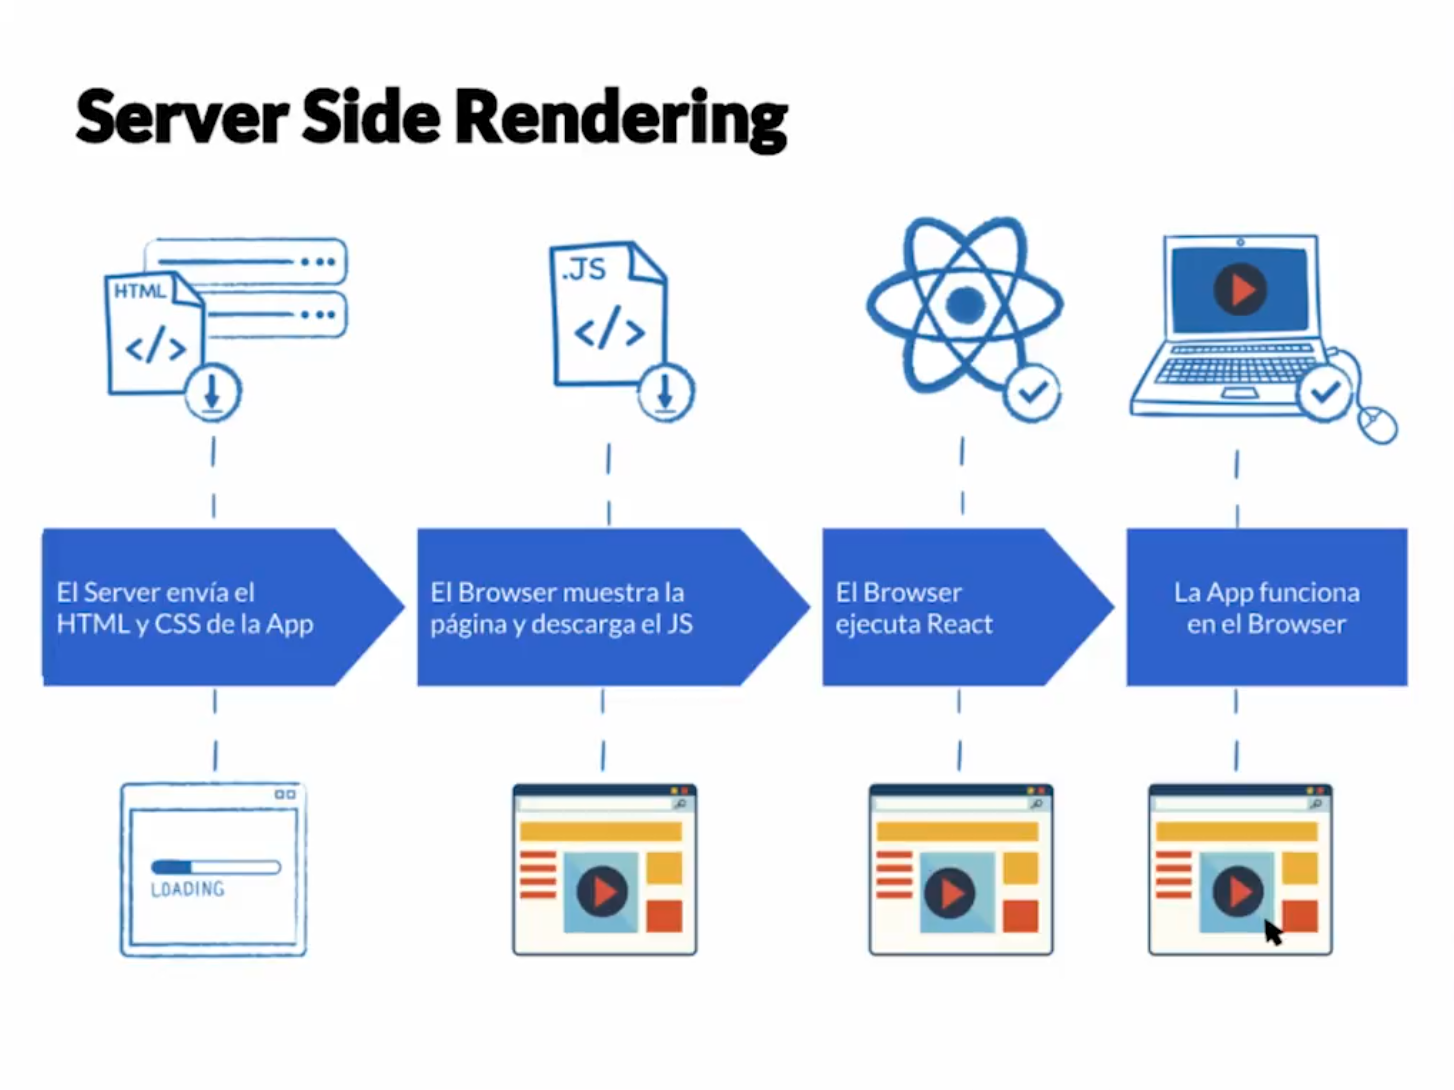 Server Side Rendering
HTML
</>
.JS
</>
El Server envía el
HTML y CSS de la App
El Browser muestra la
página y descarga el JS
El Browser
ejecuta React
La App funciona
en el Browser
LOADING